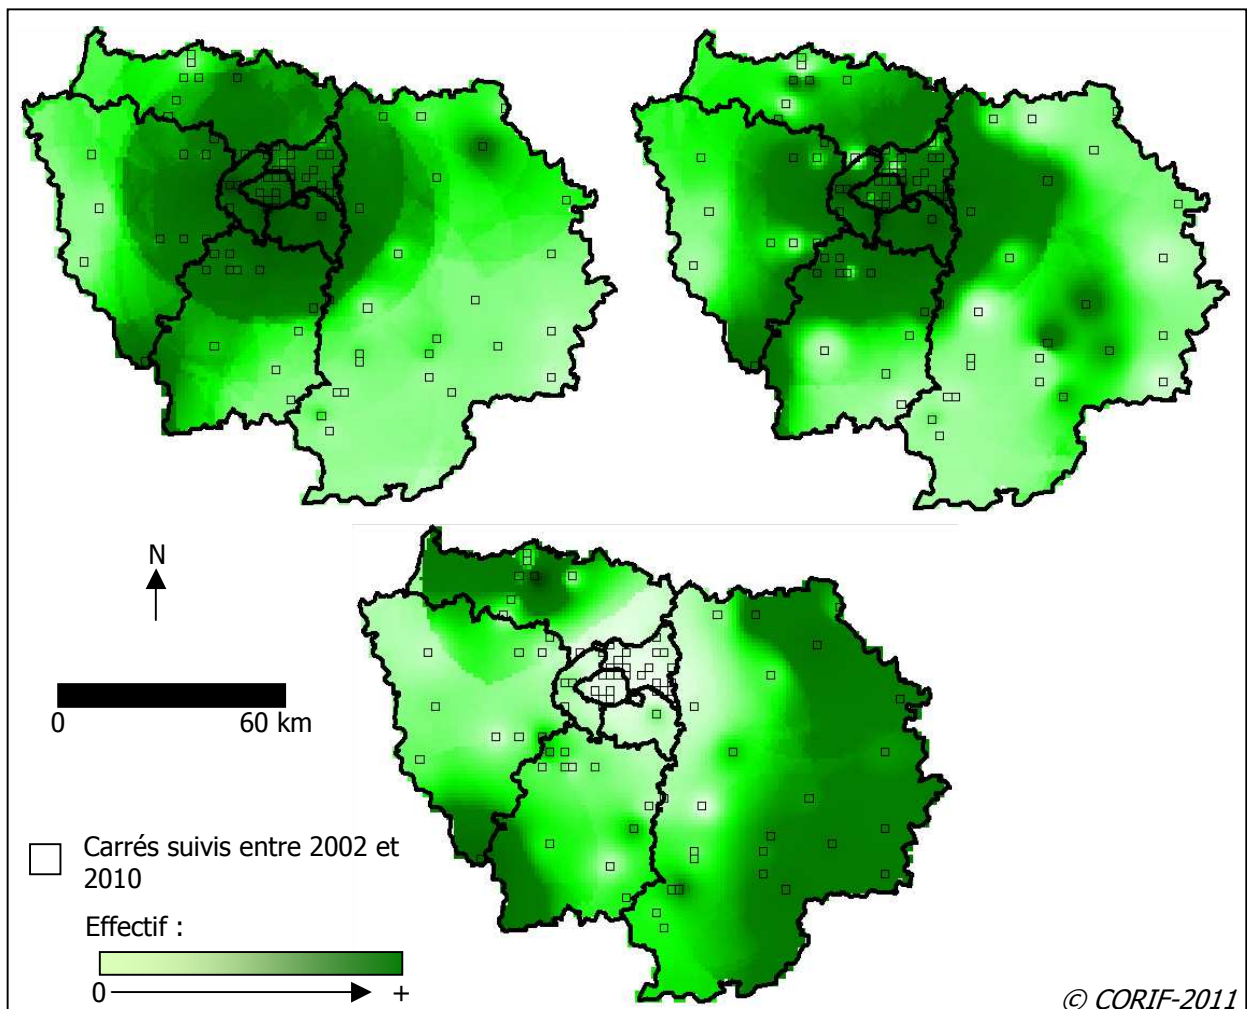 N
0 60 km
Carrés suivis entre 2002 et
2010
Effectif :
0 +
© CORIF-2011